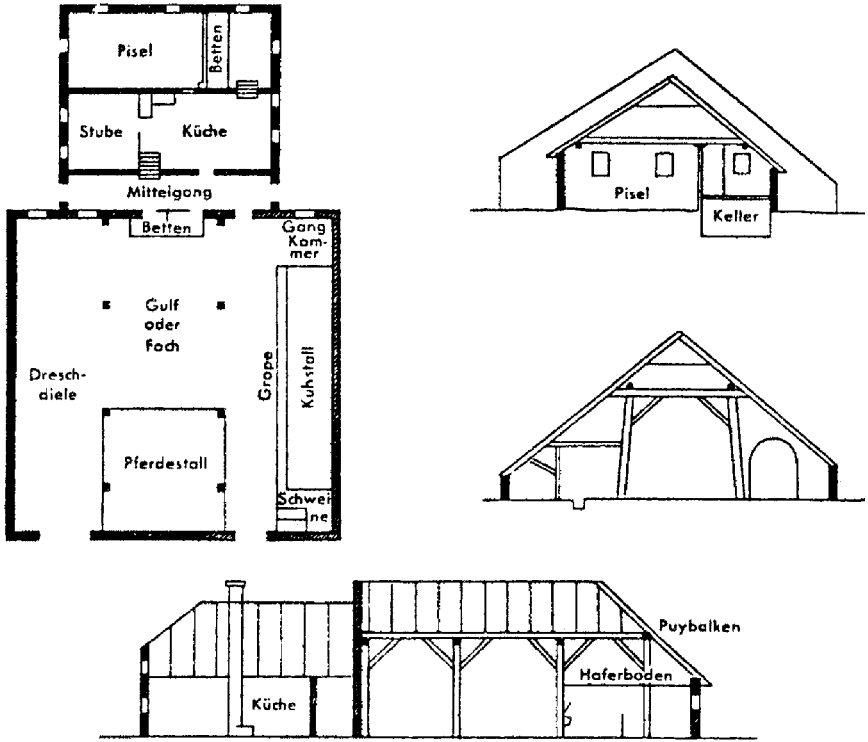 Pisel
Betten
Stube
Küche
Mittelgang
Betten
Gang
Kam-
mer
Gulf
oder
Fach
Dresch-
diele
Grope
Kuhstall
Pferdestall
Schwei
ne
Pisel
Keller
Puybalken
Haferboden
Küche